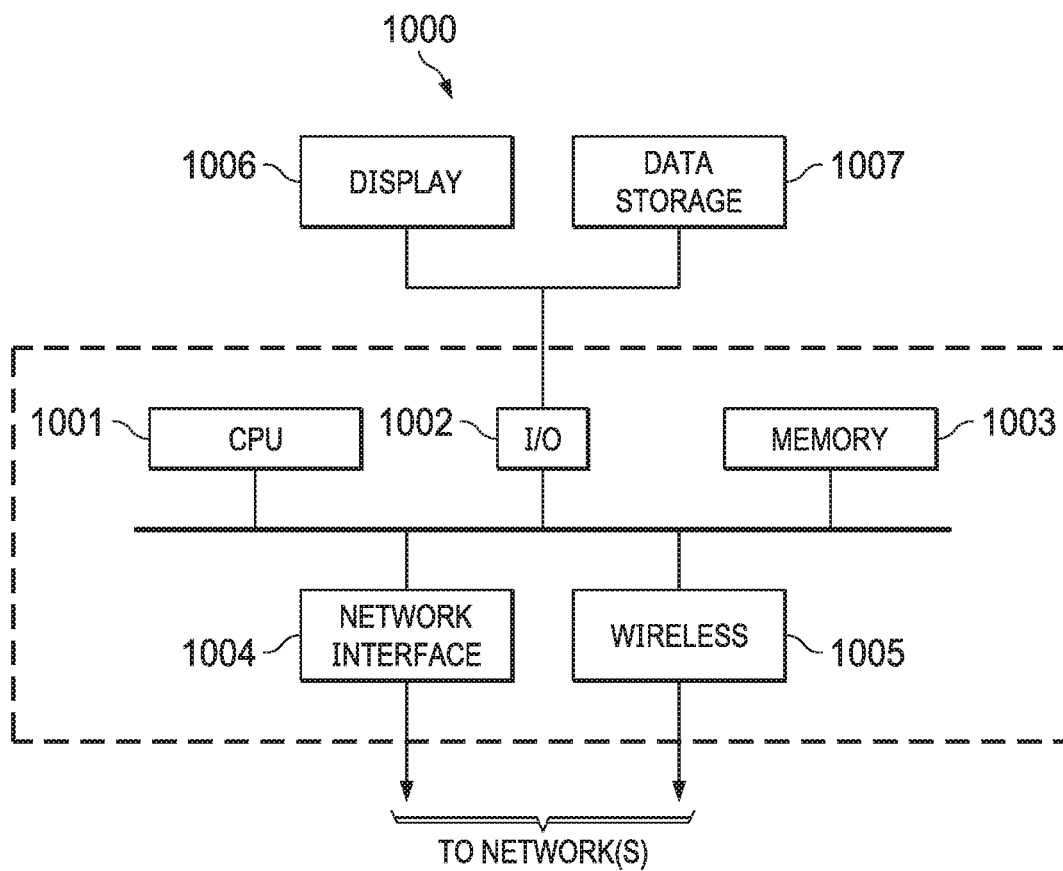 1000
1006
DISPLAY
DATA
STORAGE
1007
1001
CPU
1002
I/O
MEMORY
1003
1004
NETWORK
INTERFACE
WIRELESS
1005
TO NETWORK(S)